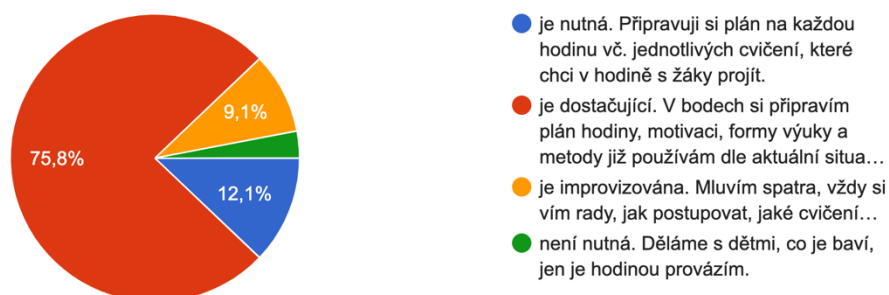 75,8%
9,1%
12,1%
je nutná. Připravuji si plán na každou
hodinu vč. jednotlivých cvičení, které
chci v hodině s žáky projít.
je dostačující. V bodech si připravím
plán hodiny, motivaci, formy výuky a
metody již používám dle aktuální situa…
je improvizována. Mluvím spatra, vždy si
vím rady, jak postupovat, jaké cvičení…
není nutná. Děláme s dětmi, co je baví,
jen je hodinou provázím.